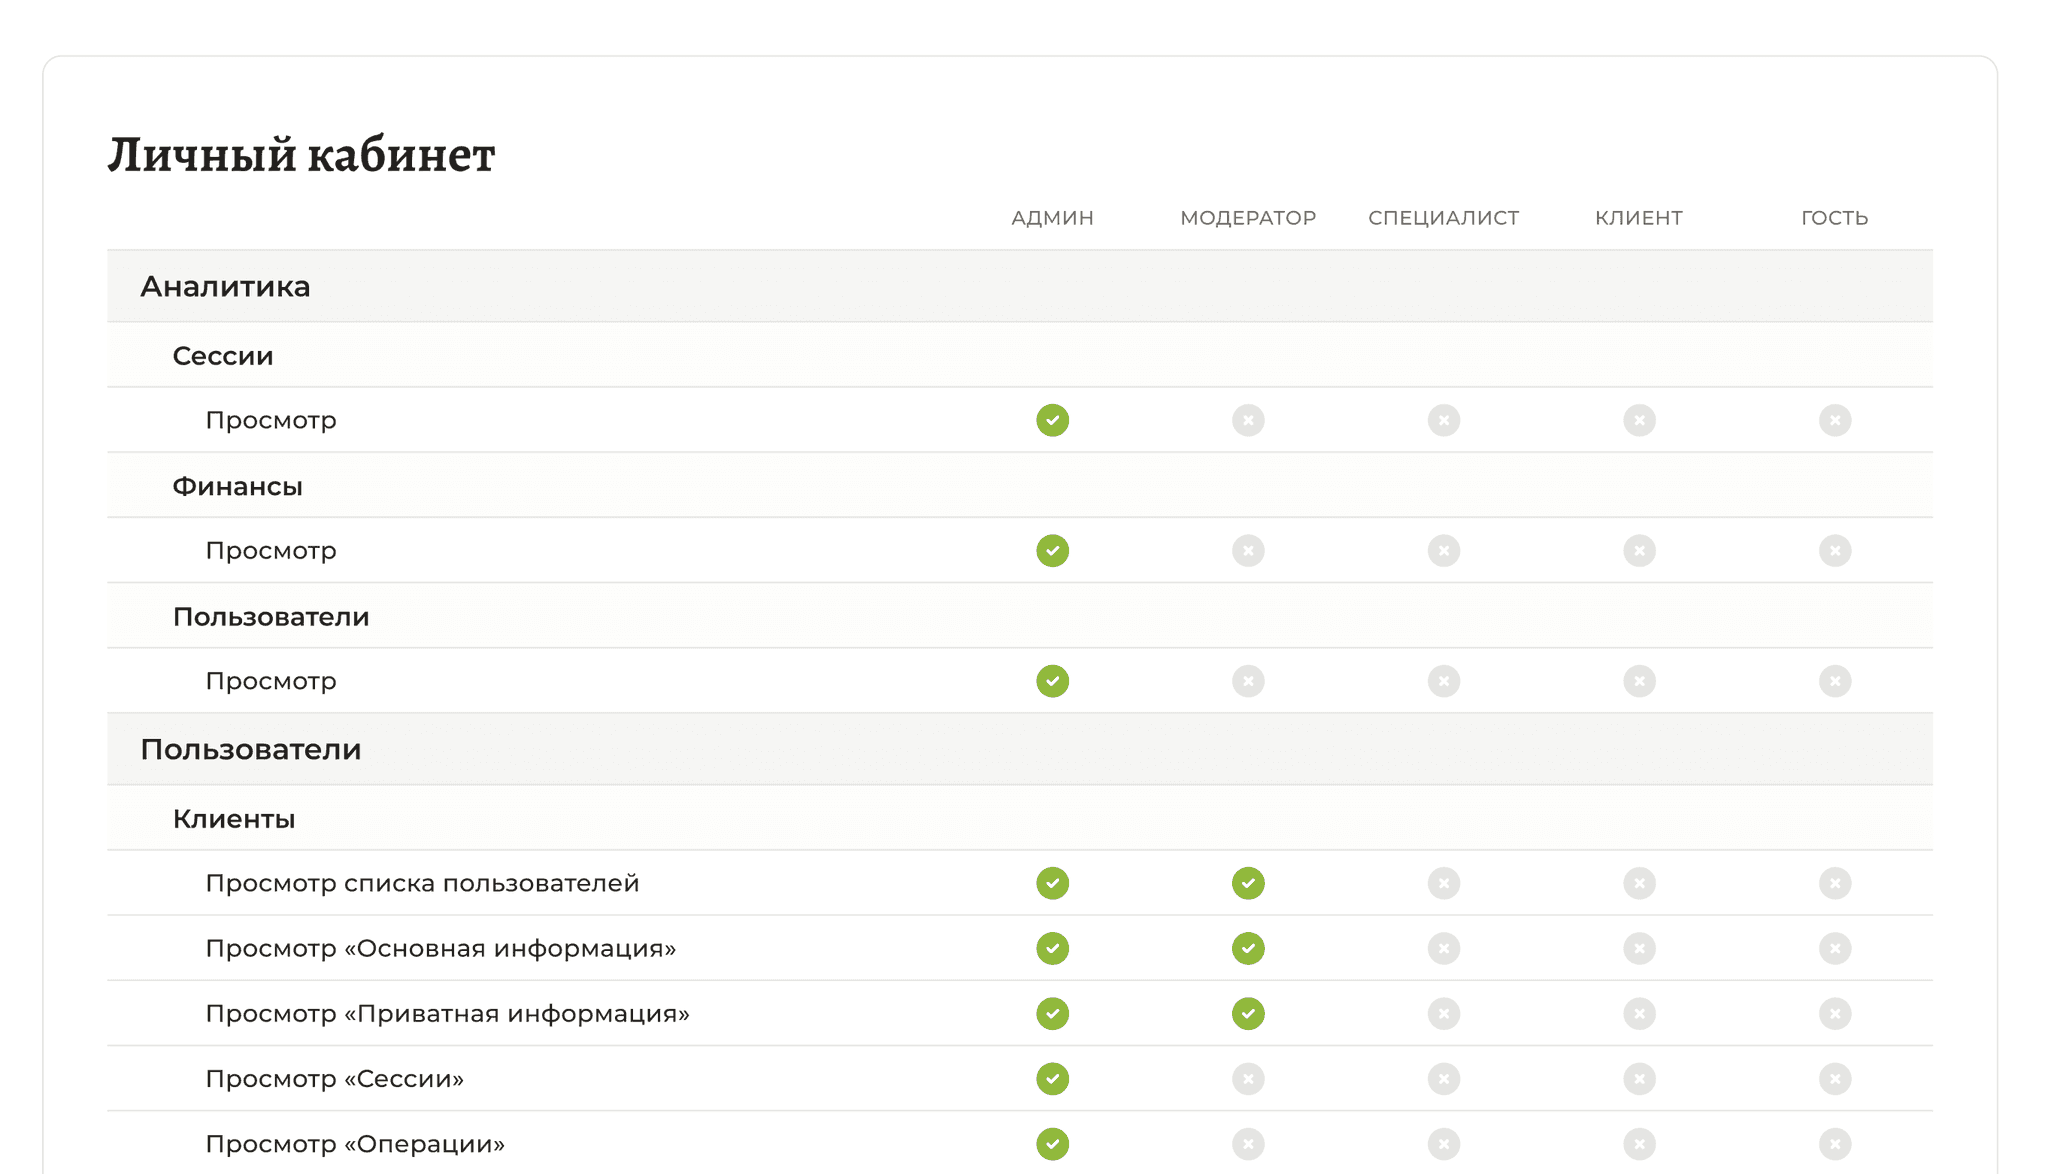 Личный кабинет
АДМИН МОДЕРАТОР СПЕЦИАЛИСТ КЛИЕНТ ГОСТЬ
Аналитика
Сессии
Просмотр
Финансы
Просмотр
Пользователи
Просмотр
Пользователи
Клиенты
Просмотр списка пользователей
Просмотр «Основная информация»
Просмотр «Приватная информация»
Просмотр «Сессии»
Просмотр «Операции»